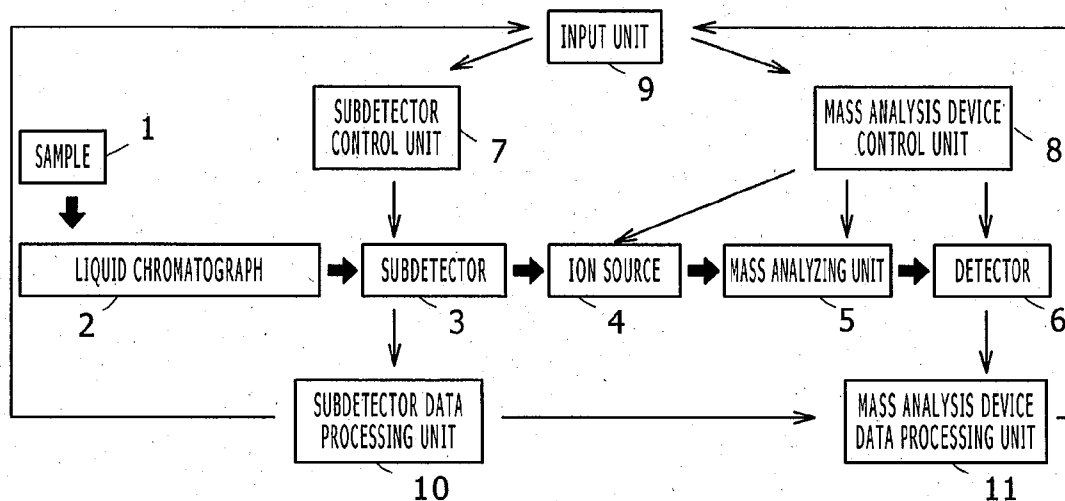 INPUT UNIT
9
SUBDETECTOR
CONTROL UNIT
7
MASS ANALYSIS DEVICE
CONTROL UNIT
8
1
SAMPLE
LIQUID CHROMATOGRAPH
2
SUBDETECTOR
3
ION SOURCE
4
MASS ANALYZING UNIT
5
DETECTOR
6
SUBDETECTOR DATA
PROCESSING UNIT
10
MASS ANALYSIS DEVICE
DATA PROCESSING UNIT
11